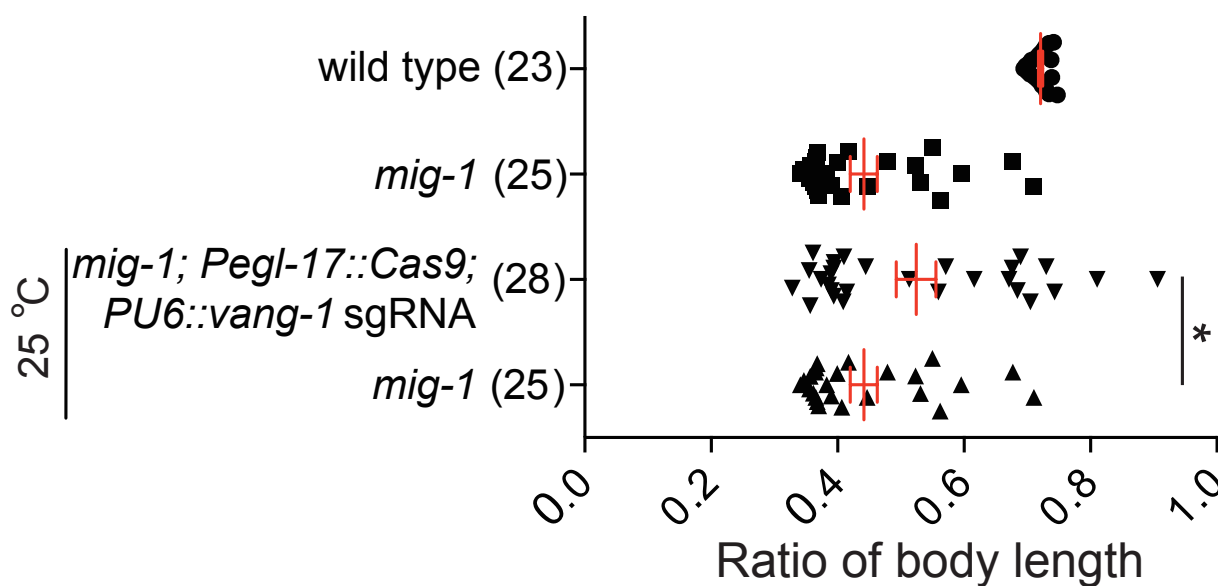 wild type (23)
mig-1 (25)
mig-1; Pegl-17::Cas9; (28)
PU6::vang-1 sgRNA
mig-1 (25)
25 °C
*
0.0 0.2 0.4 0.6 0.8 1.0
Ratio of body length